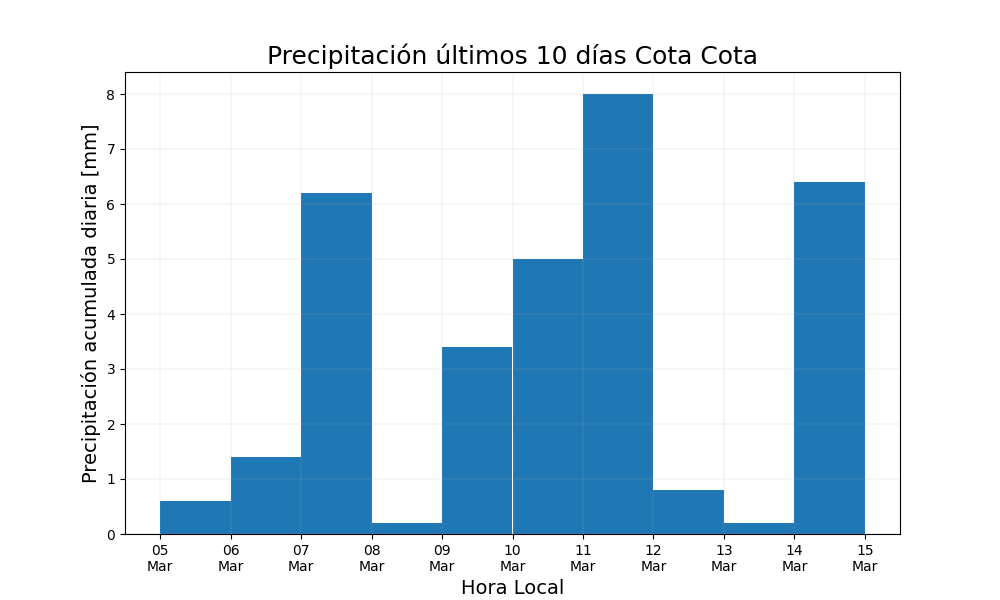 Precipitación últimos 10 días Cota Cota
Precipitación acumulada diaria [mm]
8
7
6
5
4
3
2
1
0
05 06 07 08 09 10 11 12 13 14 15
Mar Mar Mar Mar Mar Mar Mar Mar Mar Mar Mar
Hora Local